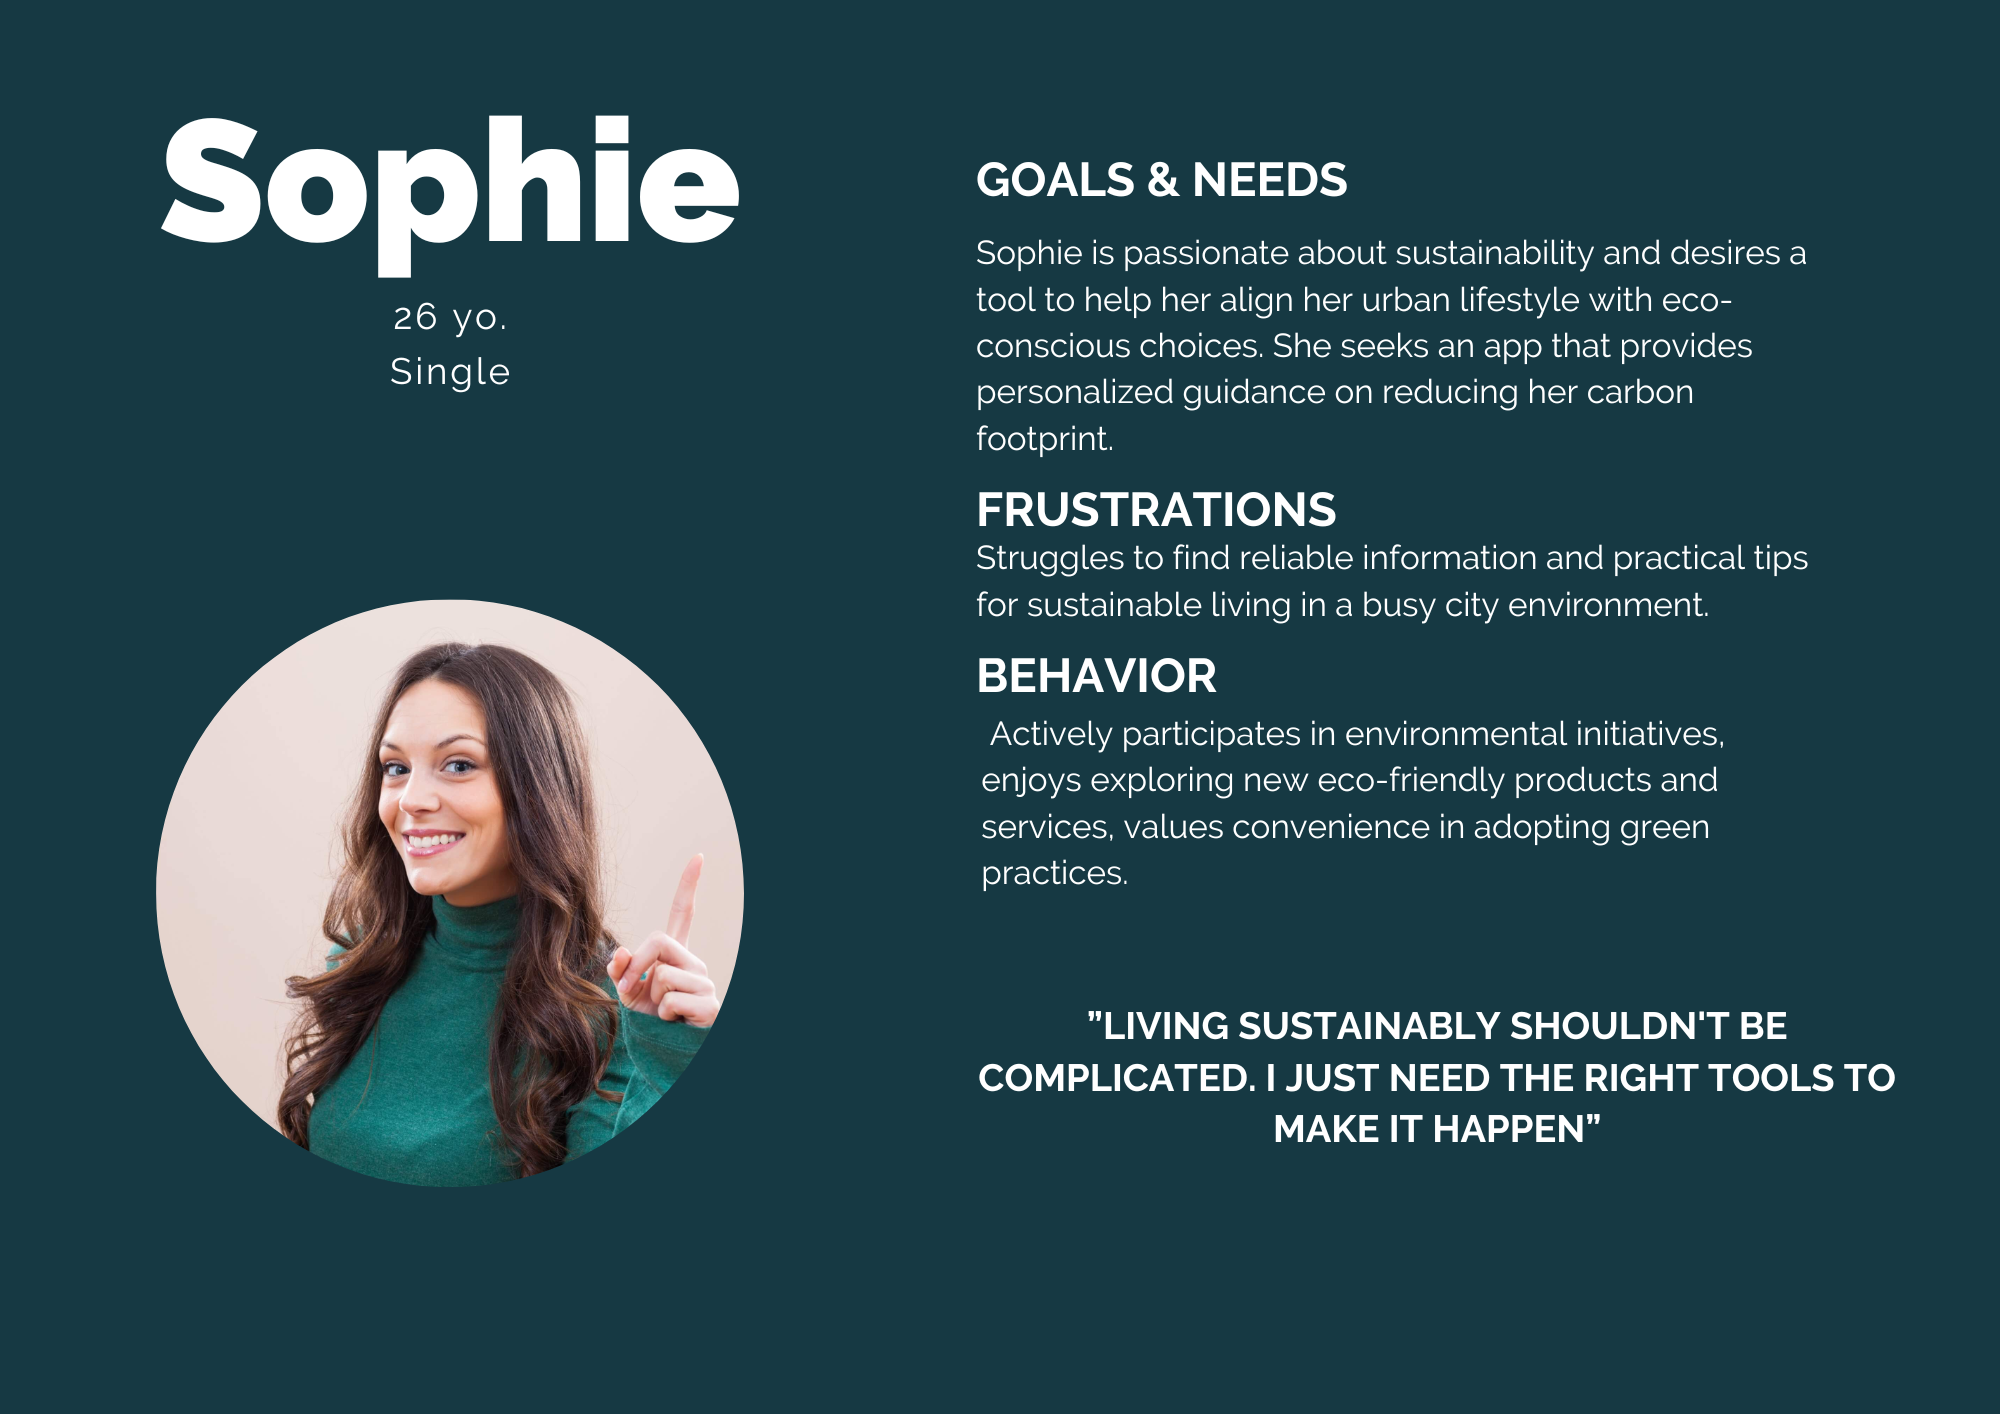 Sophie
26 yo.
Single
GOALS & NEEDS
Sophie is passionate about sustainability and desires a
tool to help her align her urban lifestyle with eco-
conscious choices. She seeks an app that provides
personalized guidance on reducing her carbon
footprint.
FRUSTRATIONS
Struggles to find reliable information and practical tips
for sustainable living in a busy city environment.
BEHAVIOR
Actively participates in environmental initiatives,
enjoys exploring new eco-friendly products and
services, values convenience in adopting green
practices.
”LIVING SUSTAINABLY SHOULDN'T BE
COMPLICATED. I JUST NEED THE RIGHT TOOLS TO
MAKE IT HAPPEN”